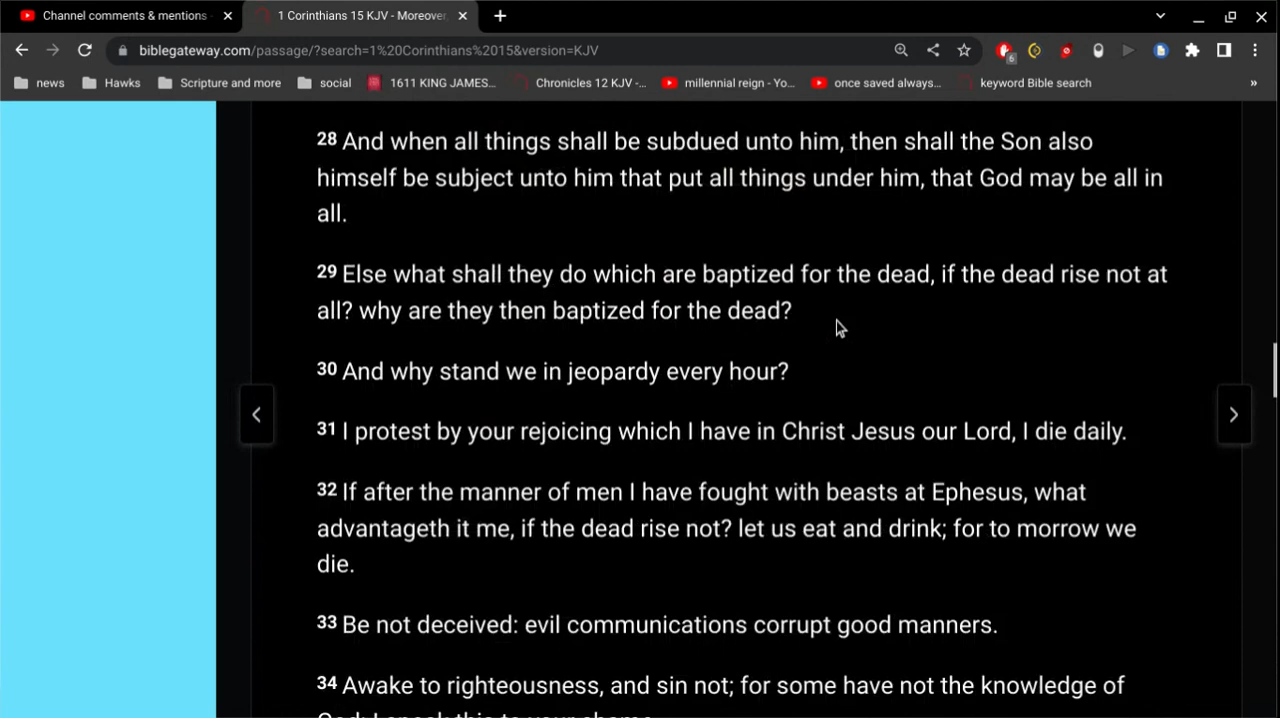 Channel comments & mentions
1 Corinthians 15 KJV - Moreover,
biblegateway.com/passage/?search=1%20Corinthians%2015&version=KJV
6
news Hawks Scripture and more social 1611 KING JAMES... Chronicles 12 KJV -... millennial reign - Yo... once saved always... keyword Bible search »
28 And when all things shall be subdued unto him, then shall the Son also
himself be subject unto him that put all things under him, that God may be all in
all.
29 Else what shall they do which are baptized for the dead, if the dead rise not at
all? why are they then baptized for the dead?
30 And why stand we in jeopardy every hour?
31 I protest by your rejoicing which I have in Christ Jesus our Lord, I die daily.
32 If after the manner of men I have fought with beasts at Ephesus, what
advantageth it me, if the dead rise not? let us eat and drink; for to morrow we
die.
33 Be not deceived: evil communications corrupt good manners.
34 Awake to righteousness, and sin not; for some have not the knowledge of
God: I speak this to your shame.